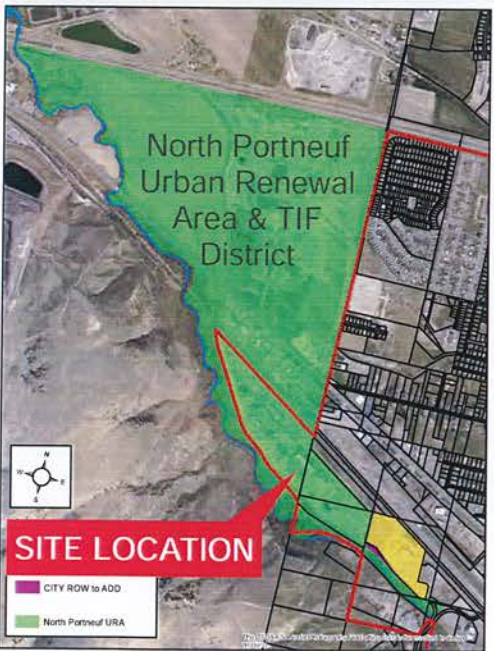 North Portneuf
Urban Renewal
Area & TIF
District
N
W
E
S
SITE LOCATION
CITY ROW to ADD
North Portneuf URA